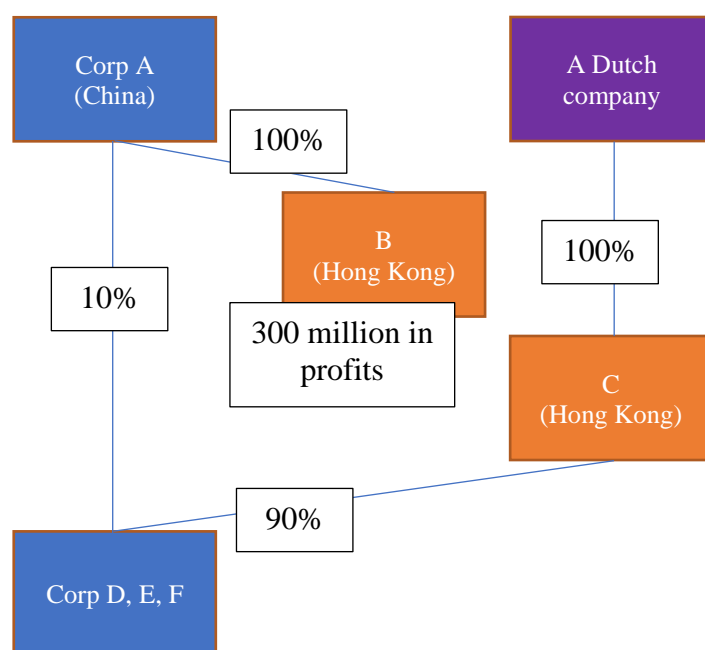 Corp A
(China)
A Dutch
company
100%
B
(Hong Kong)
100%
10%
300 million in
profits
C
(Hong Kong)
90%
Corp D, E, F